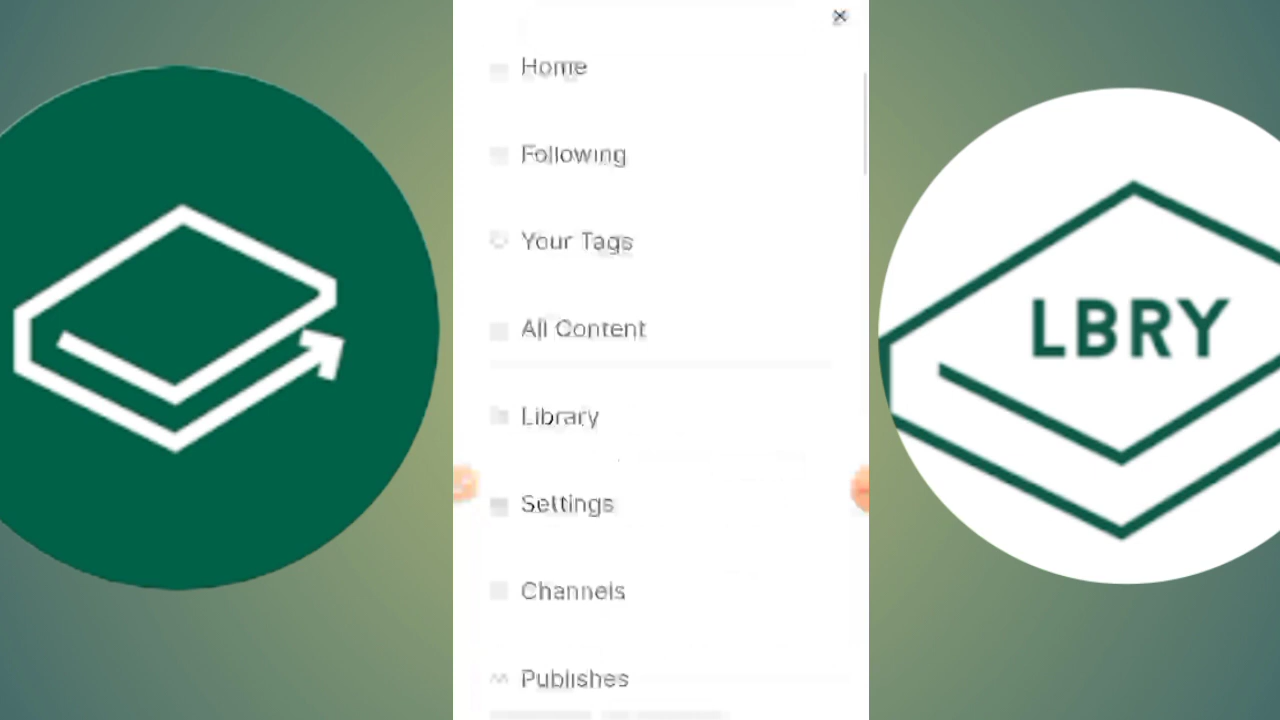 Home
Following
Your Tags
All Content
Library
Settings
Channels
Publishes
LBRY